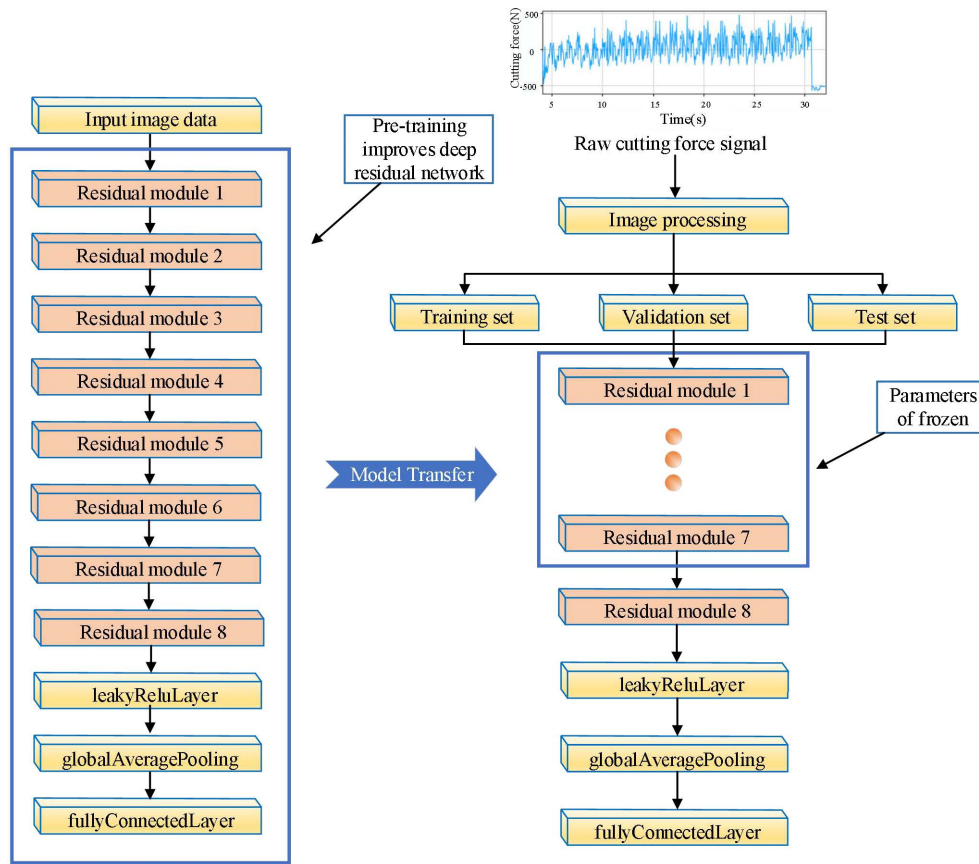 Input image data
Residual module 1
Residual module 2
Residual module 3
Residual module 4
Residual module 5
Residual module 6
Residual module 7
Residual module 8
leakyReluLayer
globalAveragePooling
fullyConnectedLayer
Pre-training
improves deep
residual network
Model Transfer
Cutting force(N)
500
0
-500
5
10
15
20
25
30
Time(s)
Raw cutting force signal
Image processing
Training set
Validation set
Test set
Residual module 1
Residual module 7
Parameters
of frozen
Residual module 8
leakyReluLayer
globalAveragePooling
fullyConnectedLayer